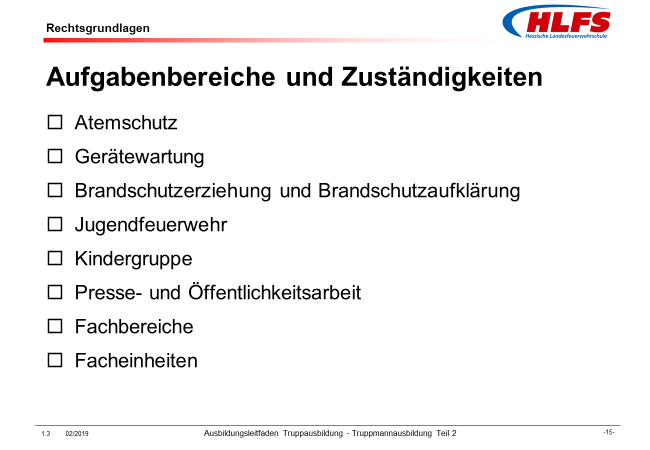 Rechtsgrundlagen
HLFS
Hessische Landesfeuerwehrschule
Aufgabenbereiche und Zuständigkeiten
Atemschutz
Gerätewartung
Brandschutzerziehung und Brandschutzaufklärung
Jugendfeuerwehr
Kindergruppe
Presse- und Öffentlichkeitsarbeit
Fachbereiche
Facheinheiten
1.3 02/2019 Ausbildungsleitfaden Truppausbildung - Truppmannausbildung Teil 2 -15-